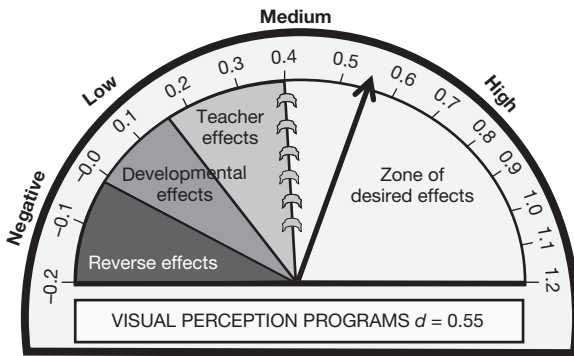 Medium
Low
High
Negative
−0.2
−0.1
−0.0
0.1
0.2
0.3
0.4
0.5
0.6
0.7
0.8
0.9
1.0
1.1
1.2
Teacher
effects
Developmental
effects
Reverse effects
Zone of
desired effects
VISUAL PERCEPTION PROGRAMS d = 0.55